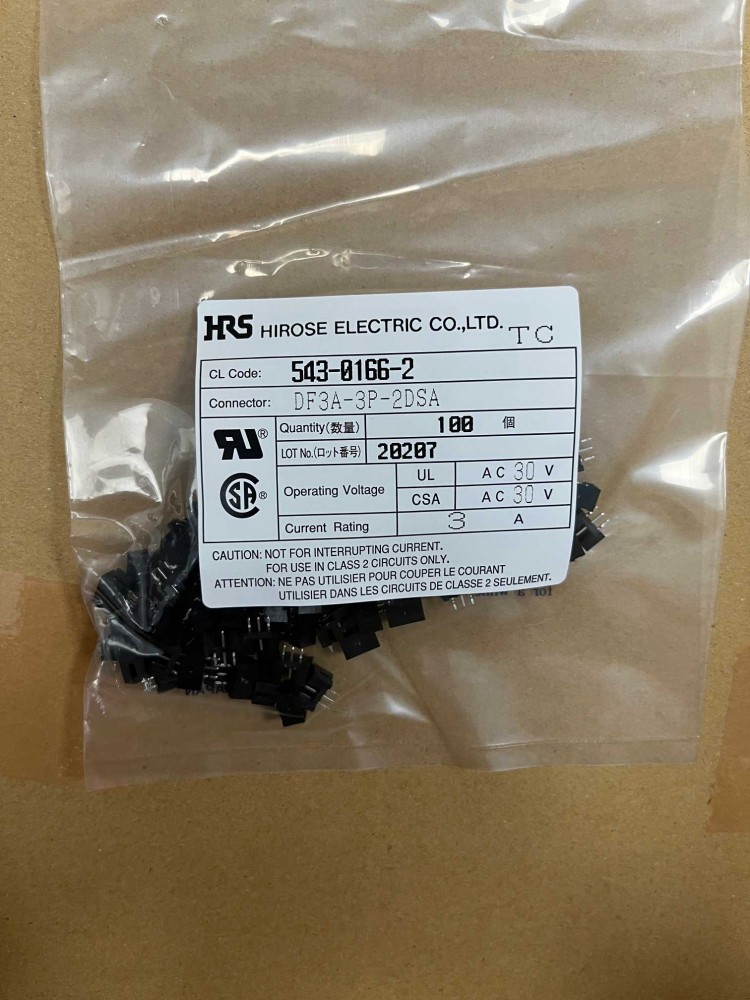 HRS HIROSE ELECTRIC CO.,LTD. TC
CL Code: 543-0166-2
Connector: DF3A-3P-2DSA
Quantity(数量) 100 個
LOT No.(ロット番号) 20207
Operating Voltage UL AC 30 V
CSA AC 30 V
Current Rating 3 A
CAUTION: NOT FOR INTERRUPTING CURRENT.
FOR USE IN CLASS 2 CIRCUITS ONLY.
ATTENTION: NE PAS UTILISIER POUR COUPER LE COURANT
UTILISIER DANS LES CIRCUITS DE CLASSE 2 SEULEMENT.